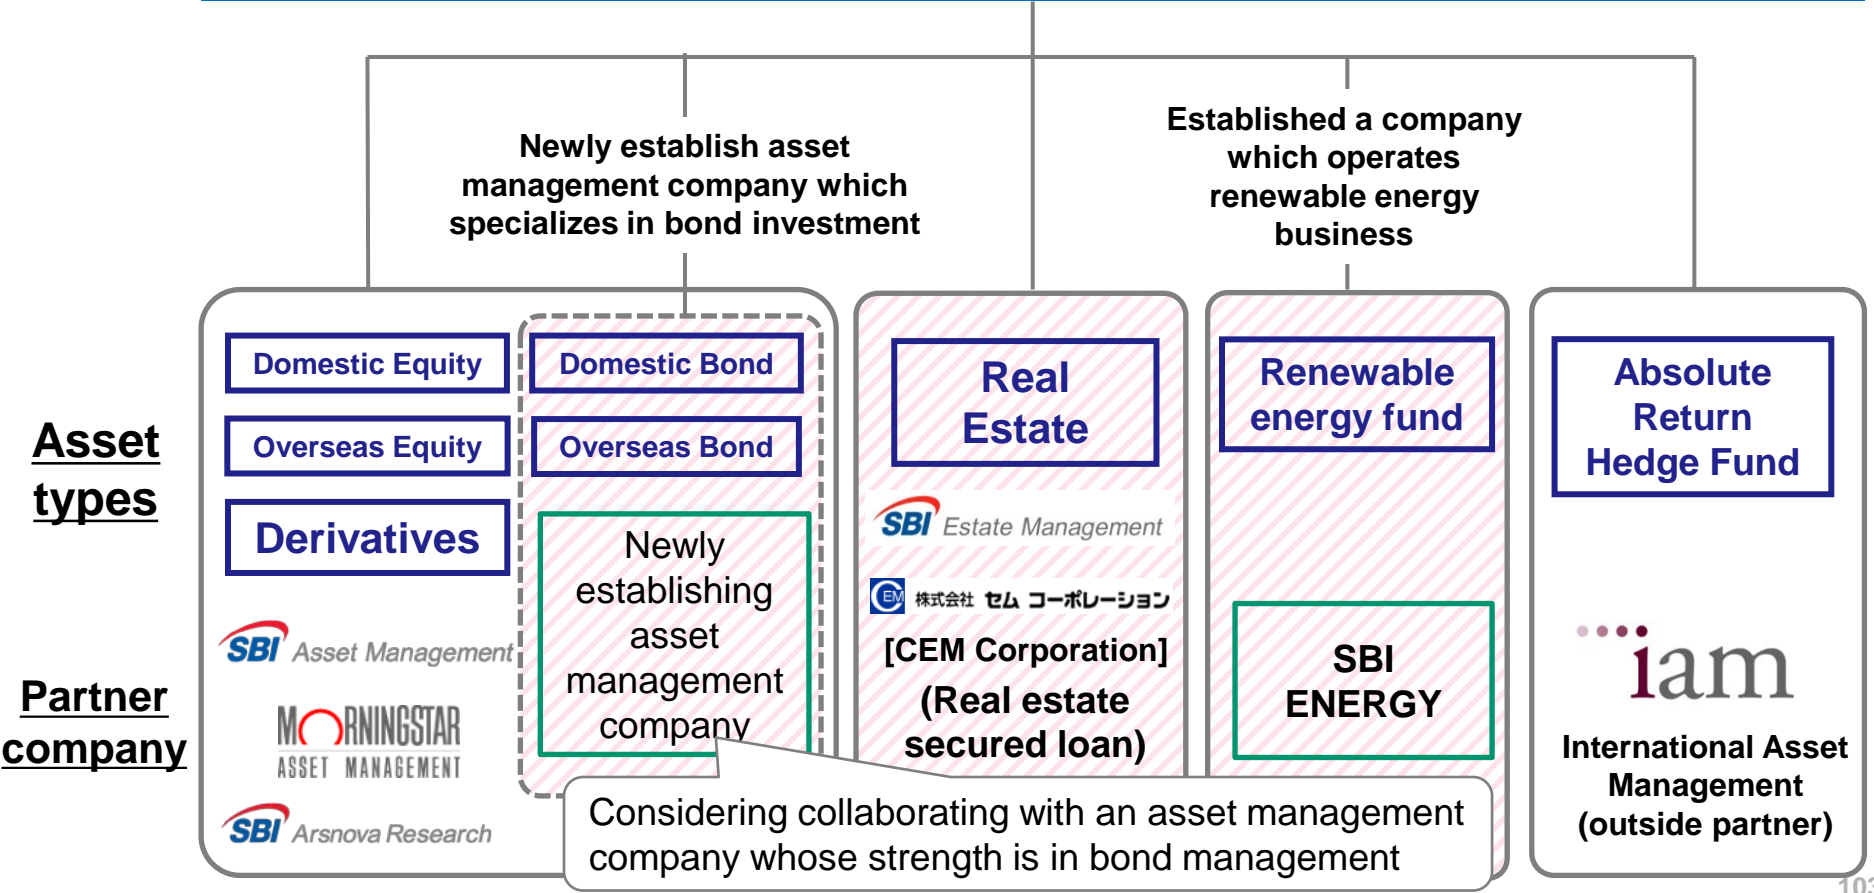 Newly establish asset
management company which
specializes in bond investment
Established a company
which operates
renewable energy
business
Asset
types
Partner
company
Domestic Equity
Overseas Equity
Derivatives
SBI Asset Management
MORNINGSTAR
ASSET MANAGEMENT
SBI Arsnova Research
Domestic Bond
Overseas Bond
Newly
establishing
asset
management
company
Considering collaborating with an asset management
company whose strength is in bond management
Real
Estate
SBI Estate Management
CEM 株式会社 セム コーポレーション
[CEM Corporation]
(Real estate
secured loan)
Renewable
energy fund
SBI
ENERGY
Absolute
Return
Hedge Fund
iam
International Asset
Management
(outside partner)
103